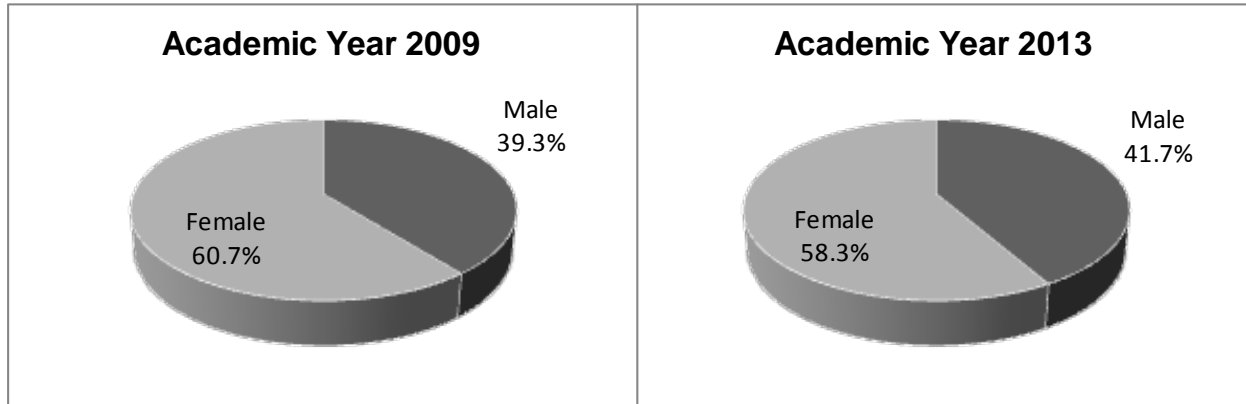 Academic Year 2009
Male
39.3%
Female
60.7%
Academic Year 2013
Male
41.7%
Female
58.3%